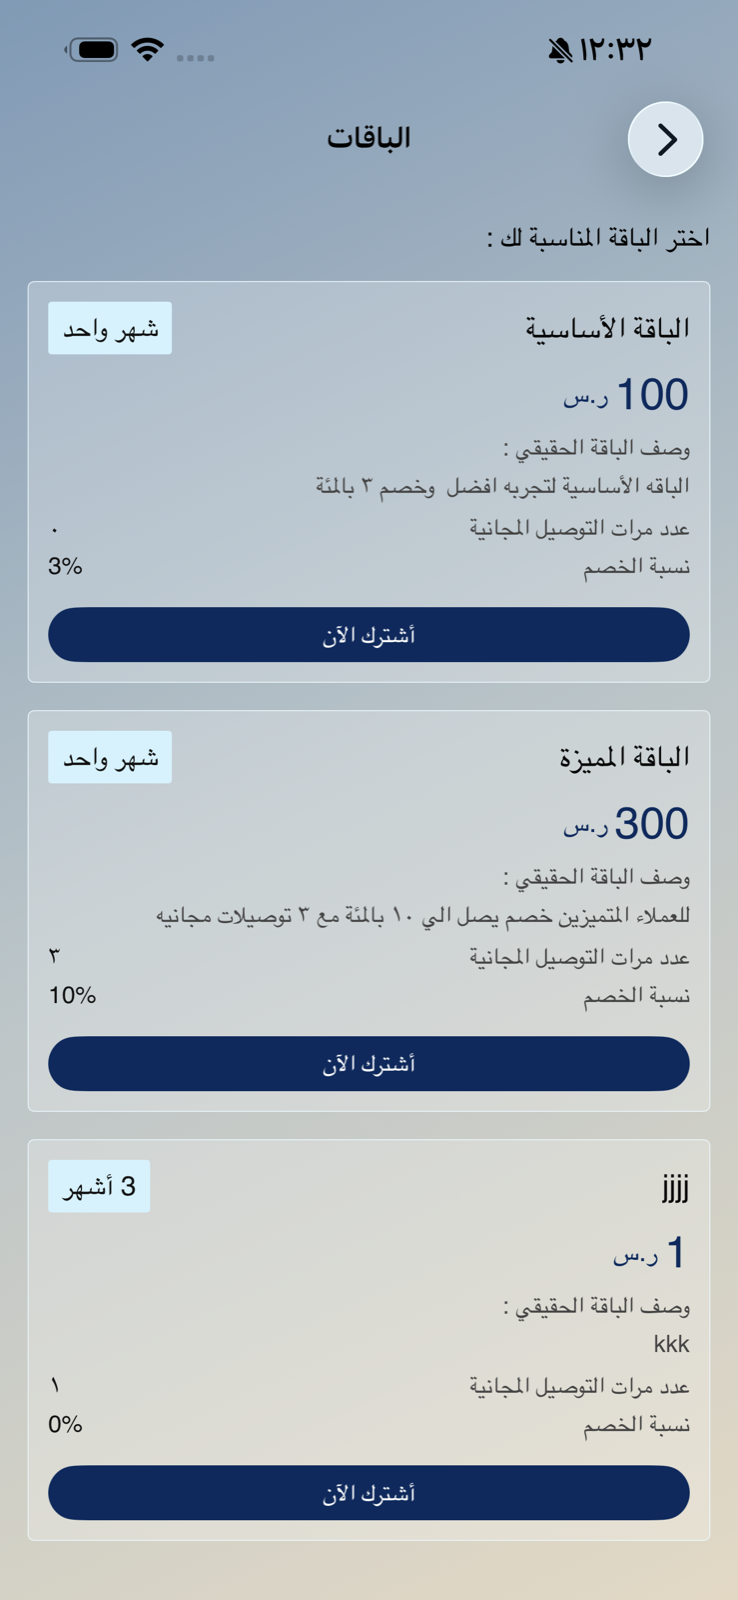 ١٢:٣٢
الباقات
اختر الباقة المناسبة لك :
الباقة الأساسية
شهر واحد
100 ر.س
وصف الباقة الحقيقي :
الباقه الأساسية لتجربه افضل  وخصم ٣ بالمئة
عدد مرات التوصيل المجانية
٠
نسبة الخصم
3%
أشترك الآن
الباقة المميزة
شهر واحد
300 ر.س
وصف الباقة الحقيقي :
للعملاء المتميزين خصم يصل الي ١٠ بالمئة مع ٣ توصيلات مجانيه
عدد مرات التوصيل المجانية
٣
نسبة الخصم
10%
أشترك الآن
jjjj
3 أشهر
1 ر.س
وصف الباقة الحقيقي :
kkk
عدد مرات التوصيل المجانية
١
نسبة الخصم
0%
أشترك الآن